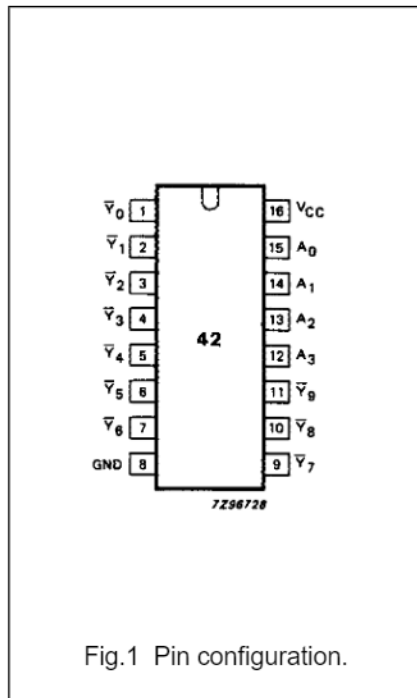 Y̅0 1 16 VCC
Y̅1 2 15 A0
Y̅2 3 14 A1
Y̅3 4 13 A2
42
Y̅4 5 12 A3
Y̅5 6 11 Y̅9
Y̅6 7 10 Y̅8
GND 8 9 Y̅7
7Z96728
Fig.1 Pin configuration.